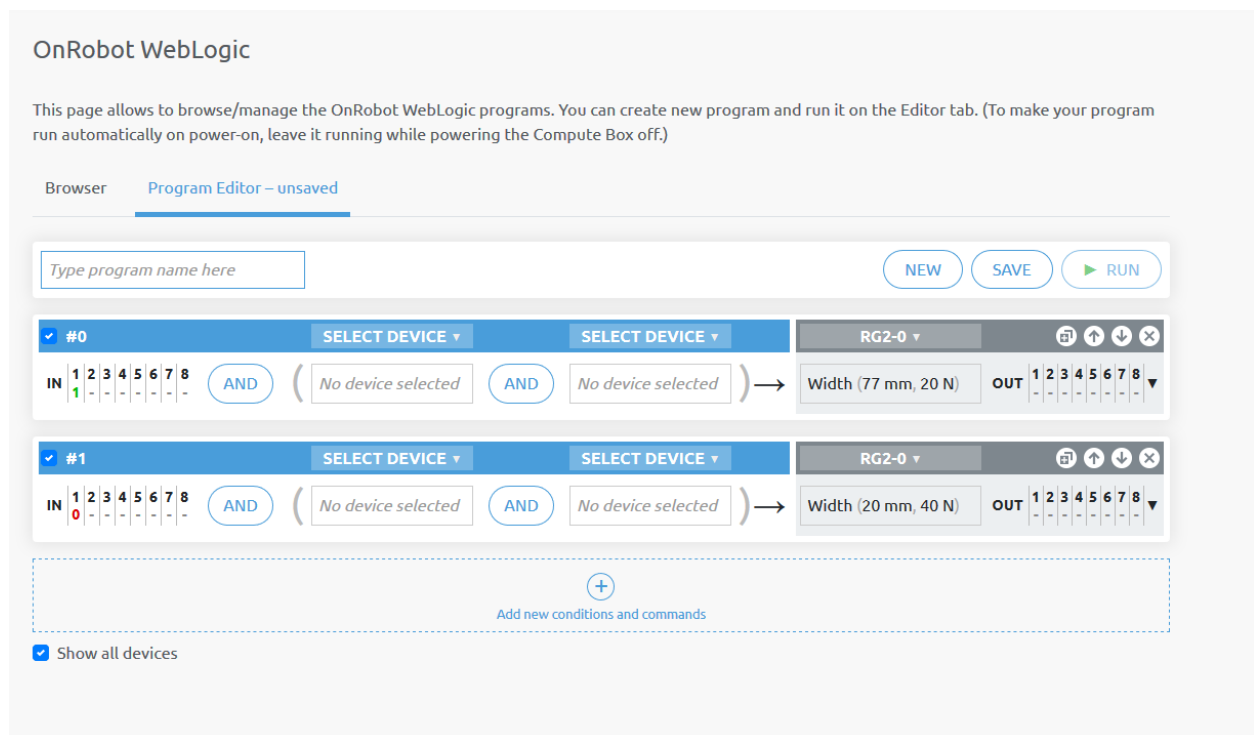 OnRobot WebLogic
This page allows to browse/manage the OnRobot WebLogic programs. You can create new program and run it on the Editor tab. (To make your program
run automatically on power-on, leave it running while powering the Compute Box off.)
Browser Program Editor – unsaved
Type program name here NEW SAVE ▶ RUN
#0 SELECT DEVICE ▾ SELECT DEVICE ▾ RG2-0 ▾
1 2 3 4 5 6 7 8 1 2 3 4 5 6 7 8
IN AND ( No device selected AND No device selected ) → Width (77 mm, 20 N) OUT ▼
1 - - - - - - - - - - - - - - -
#1 SELECT DEVICE ▾ SELECT DEVICE ▾ RG2-0 ▾
1 2 3 4 5 6 7 8 1 2 3 4 5 6 7 8
IN AND ( No device selected AND No device selected ) → Width (20 mm, 40 N) OUT ▼
0 - - - - - - - - - - - - - - -
+
Add new conditions and commands
Show all devices